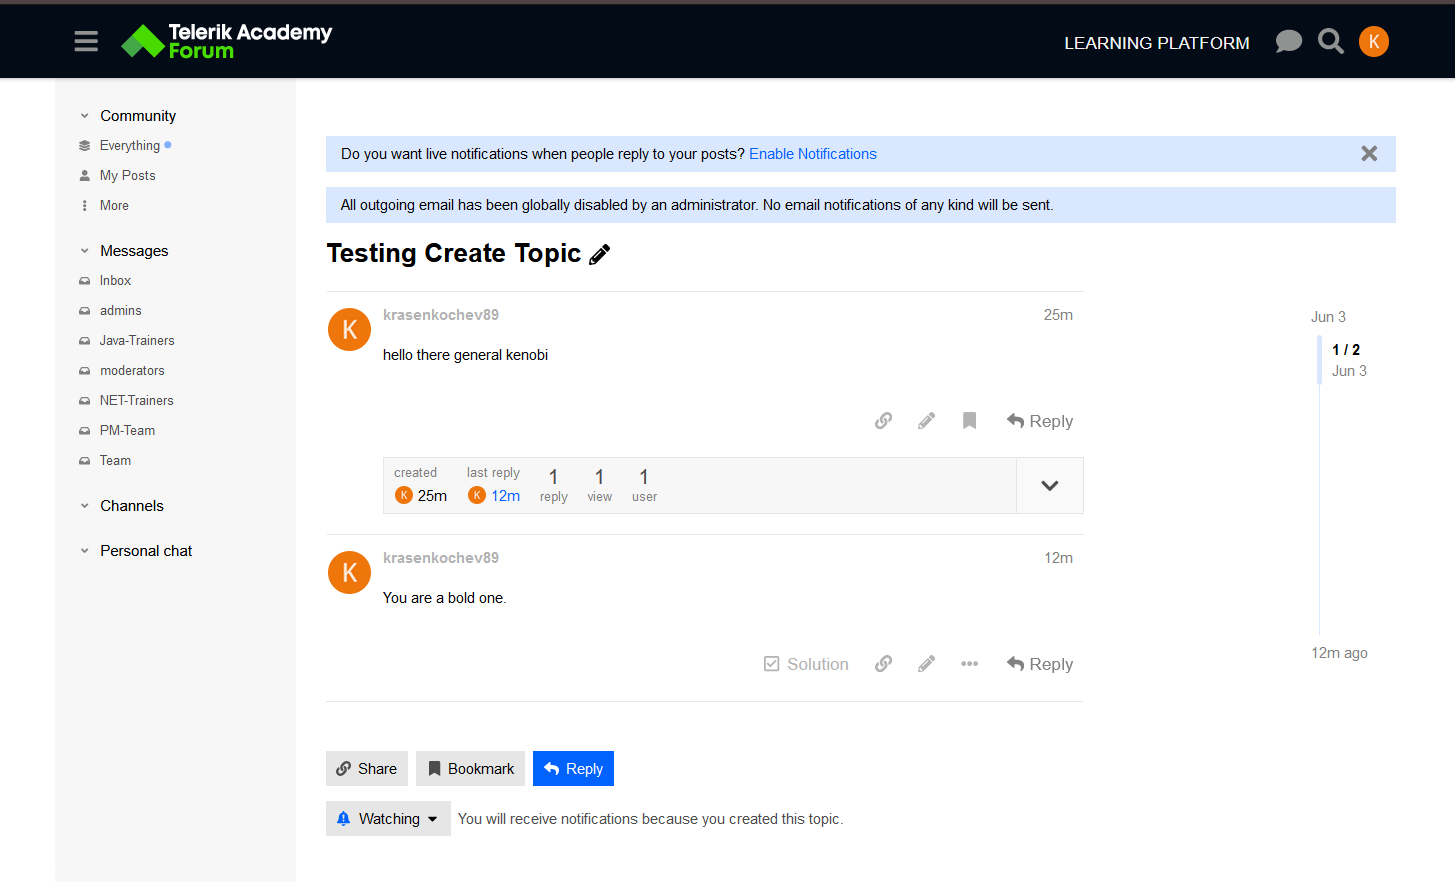 Telerik Academy
Forum
LEARNING PLATFORM
K
Community
Everything
My Posts
More
Messages
Inbox
admins
Java-Trainers
moderators
NET-Trainers
PM-Team
Team
Channels
Personal chat
Do you want live notifications when people reply to your posts? Enable Notifications
All outgoing email has been globally disabled by an administrator. No email notifications of any kind will be sent.
Testing Create Topic
K
krasenkochev89
25m
hello there general kenobi
Reply
created
last reply
1
1
1
K
25m
K
12m
reply
view
user
K
krasenkochev89
12m
You are a bold one.
Solution
Reply
Jun 3
1 / 2
Jun 3
12m ago
Share
Bookmark
Reply
Watching
You will receive notifications because you created this topic.